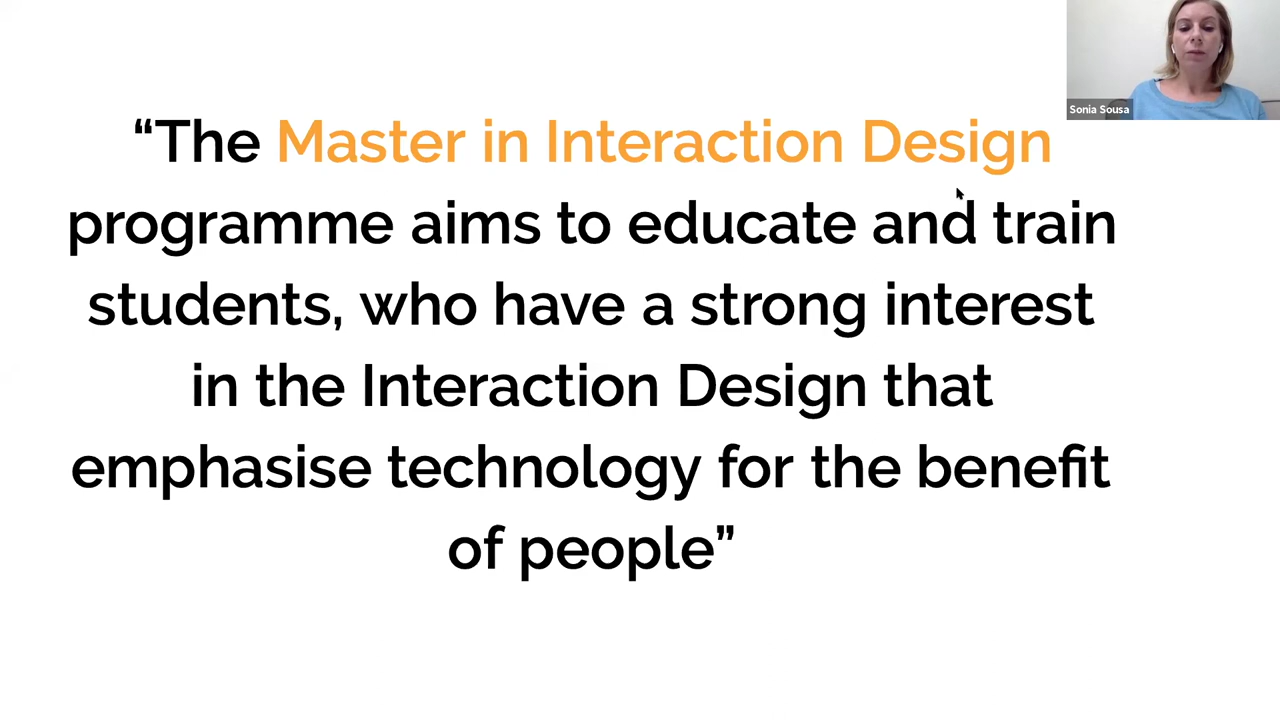 Sonia Sousa
“The Master in Interaction Design
programme aims to educate and train
students, who have a strong interest
in the Interaction Design that
emphasise technology for the benefit
of people”